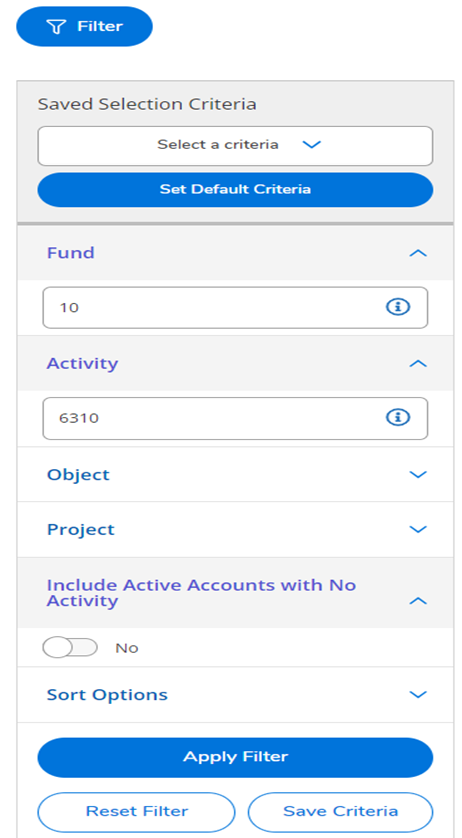 Filter
Saved Selection Criteria
Select a criteria
Set Default Criteria
Fund
10
Activity
6310
Object
Project
Include Active Accounts with No
Activity
No
Sort Options
Apply Filter
Reset Filter
Save Criteria